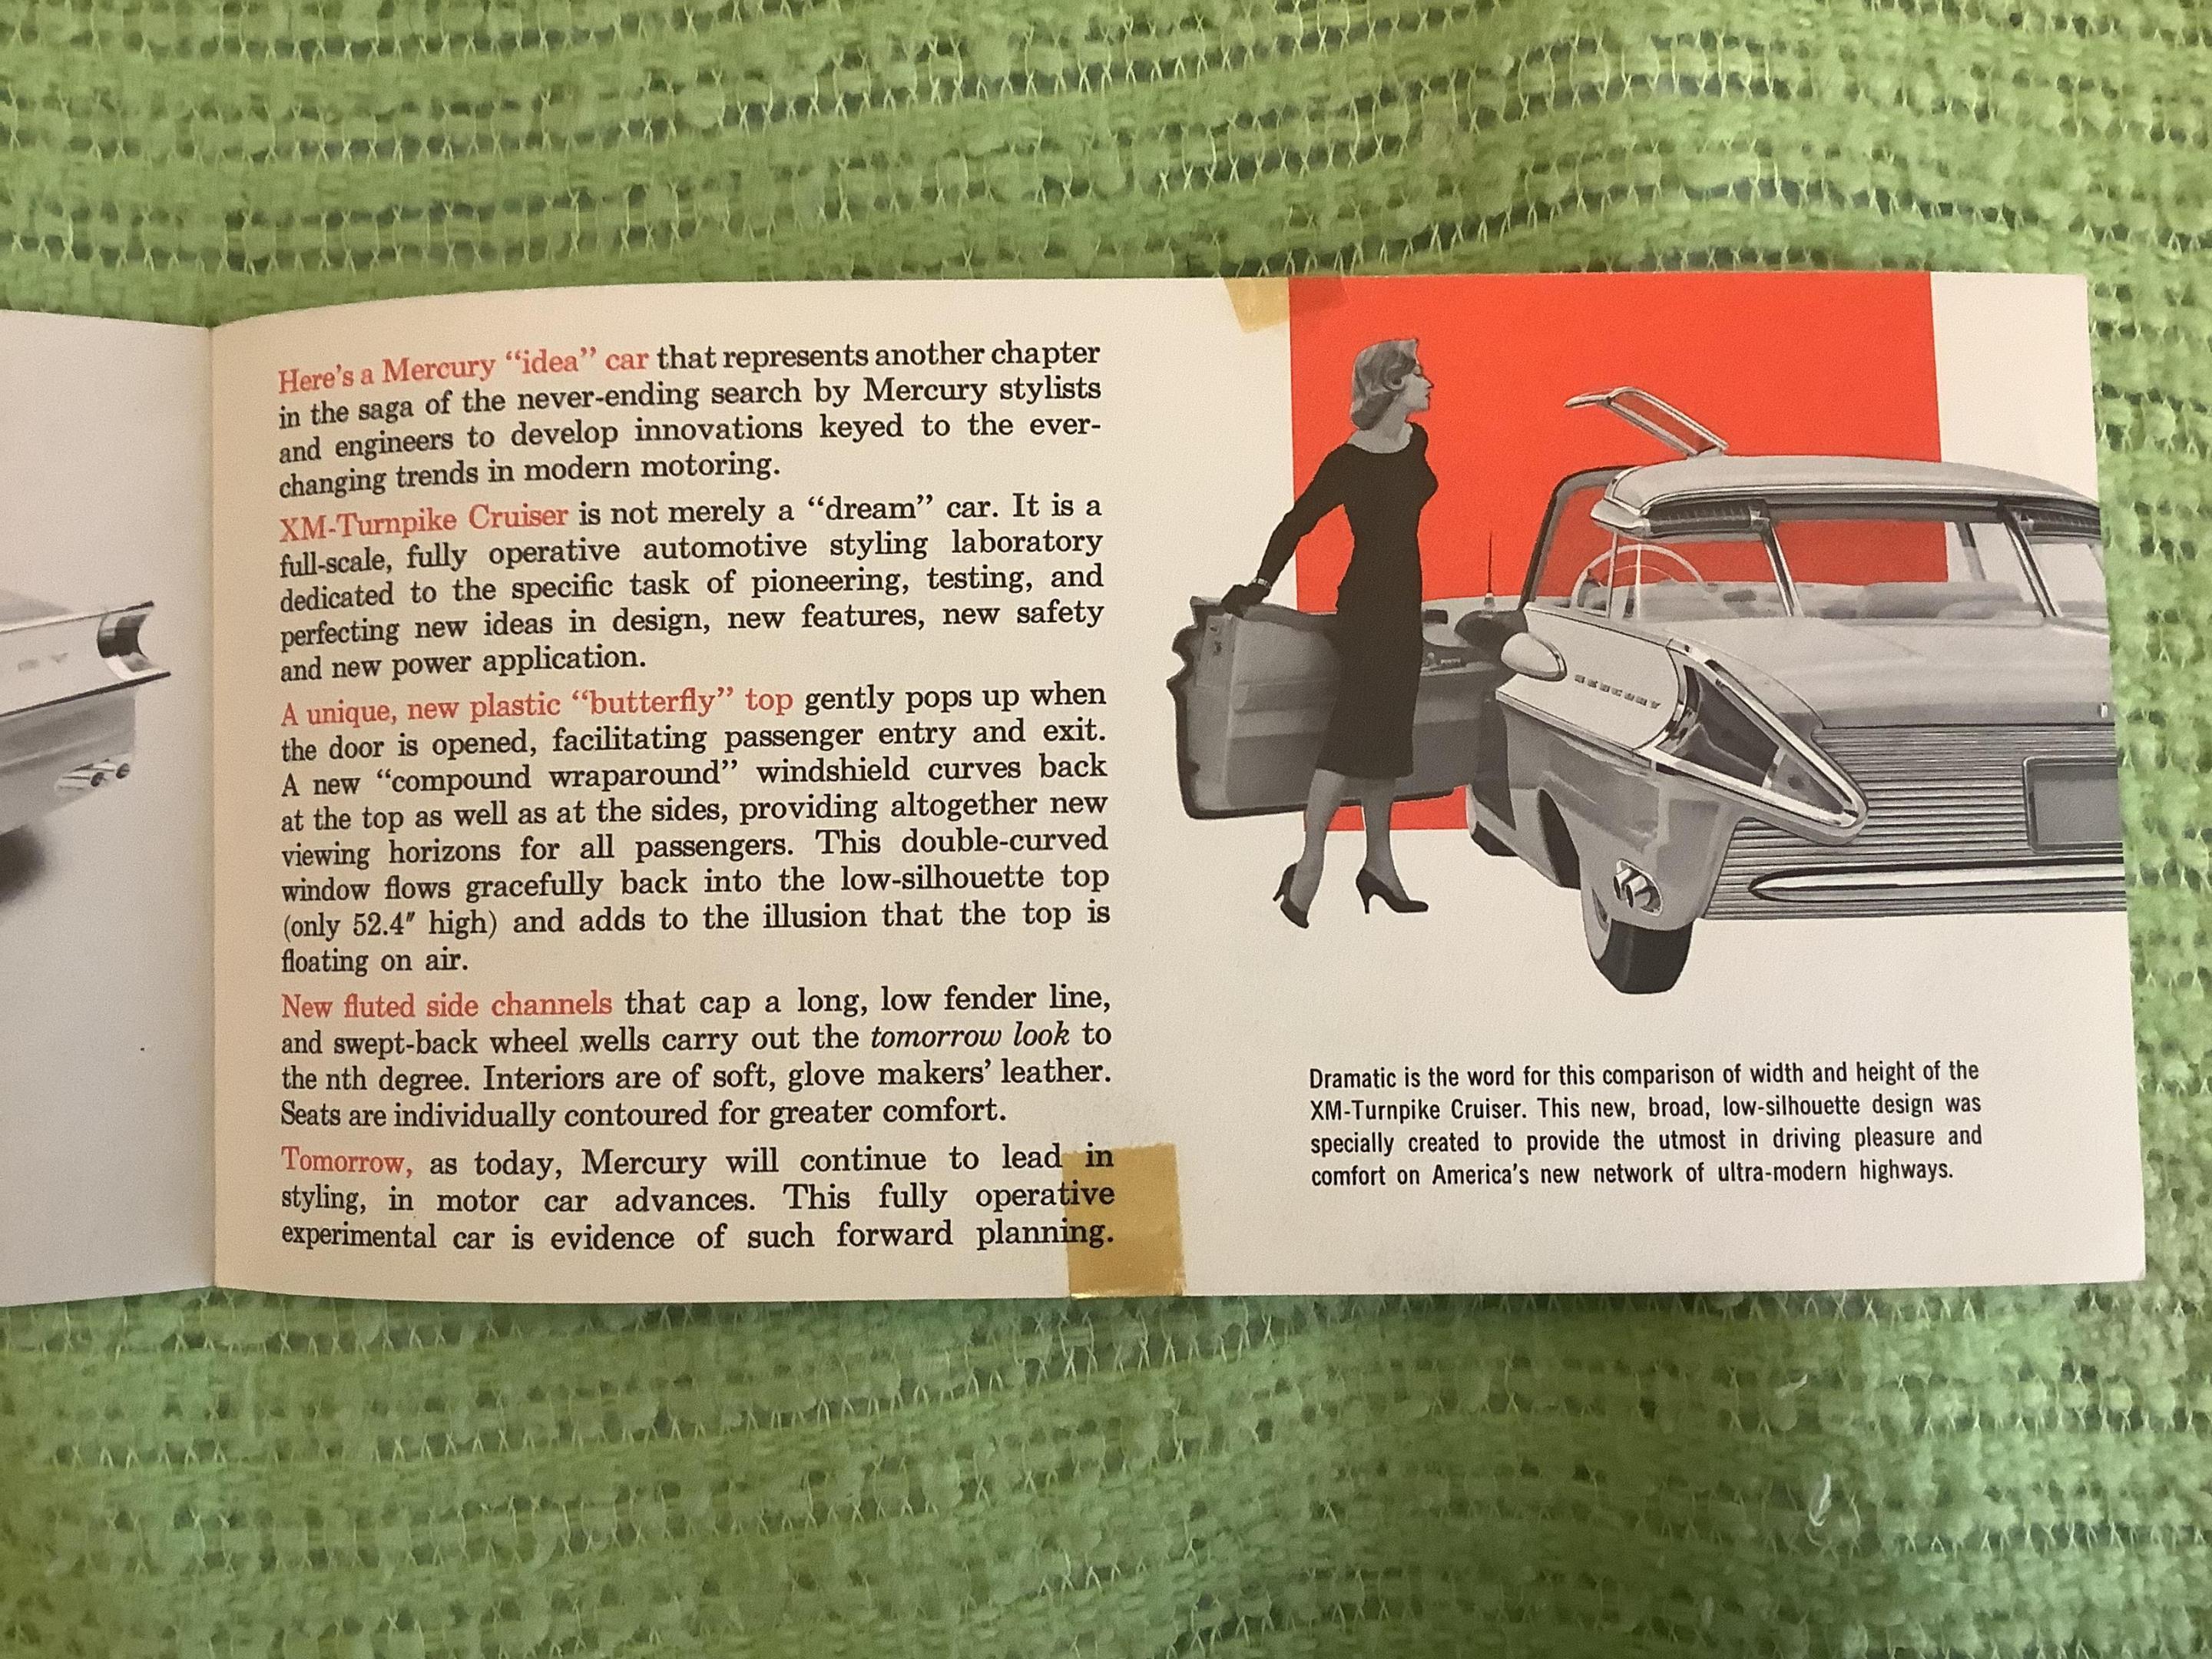 Here's a Mercury “idea” car that represents another chapter
in the saga of the never-ending search by Mercury stylists
and engineers to develop innovations keyed to the ever-
changing trends in modern motoring.
XM-Turnpike Cruiser is not merely a “dream” car. It is a
full-scale, fully operative automotive styling laboratory
dedicated to the specific task of pioneering, testing, and
perfecting new ideas in design, new features, new safety
and new power application.
A unique, new plastic “butterfly” top gently pops up when
the door is opened, facilitating passenger entry and exit.
A new “compound wraparound” windshield curves back
at the top as well as at the sides, providing altogether new
viewing horizons for all passengers. This double-curved
window flows gracefully back into the low-silhouette top
(only 52.4″ high) and adds to the illusion that the top is
floating on air.
New fluted side channels that cap a long, low fender line,
and swept-back wheel wells carry out the tomorrow look to
the nth degree. Interiors are of soft, glove makers’ leather.
Seats are individually contoured for greater comfort.
Tomorrow, as today, Mercury will continue to lead in
styling, in motor car advances. This fully operative
experimental car is evidence of such forward planning.
MERCURY
Dramatic is the word for this comparison of width and height of the
XM-Turnpike Cruiser. This new, broad, low-silhouette design was
specially created to provide the utmost in driving pleasure and
comfort on America’s new network of ultra-modern highways.